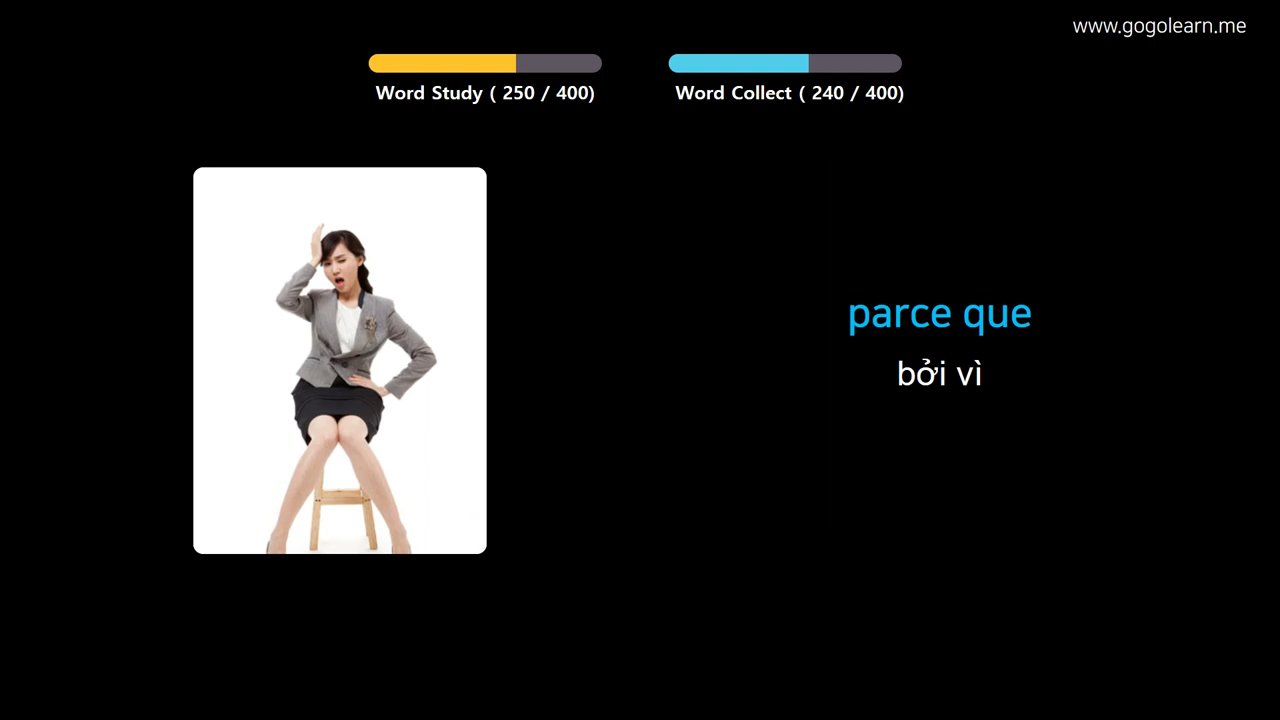 www.gogolearn.me
Word Study ( 250 / 400)
Word Collect ( 240 / 400)
parce que
bởi vì